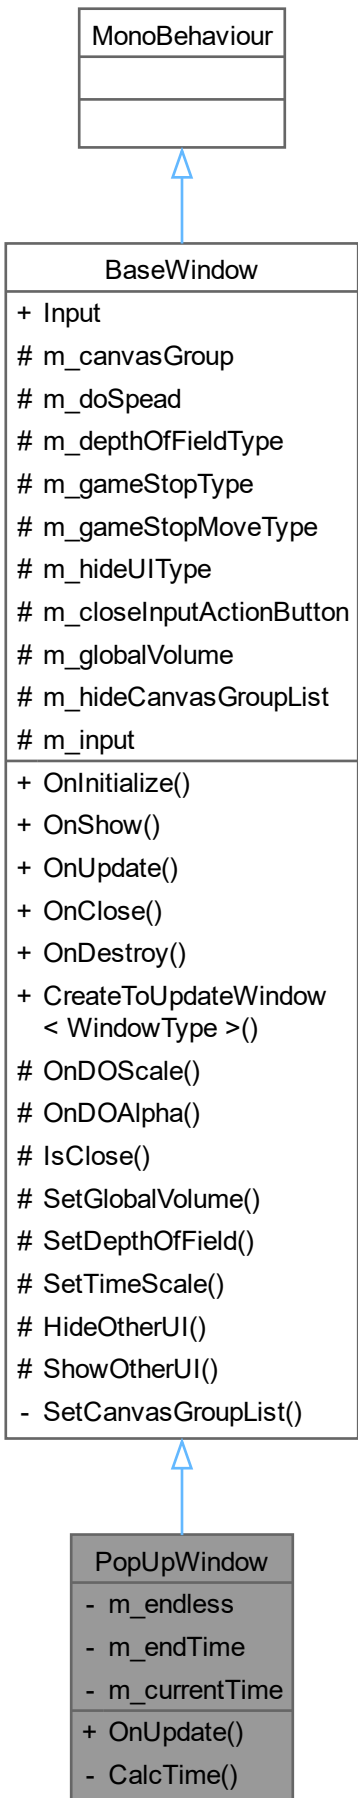 MonoBehaviour
BaseWindow
+ Input
# m_canvasGroup
# m_doSpead
# m_depthOfFieldType
# m_gameStopType
# m_gameStopMoveType
# m_hideUIType
# m_closeInputActionButton
# m_globalVolume
# m_hideCanvasGroupList
# m_input
+ OnInitialize()
+ OnShow()
+ OnUpdate()
+ OnClose()
+ OnDestroy()
+ CreateToUpdateWindow
< WindowType >()
# OnDOScale()
# OnDOAlpha()
# IsClose()
# SetGlobalVolume()
# SetDepthOfField()
# SetTimeScale()
# HideOtherUI()
# ShowOtherUI()
- SetCanvasGroupList()
PopUpWindow
- m_endless
- m_endTime
- m_currentTime
+ OnUpdate()
- CalcTime()